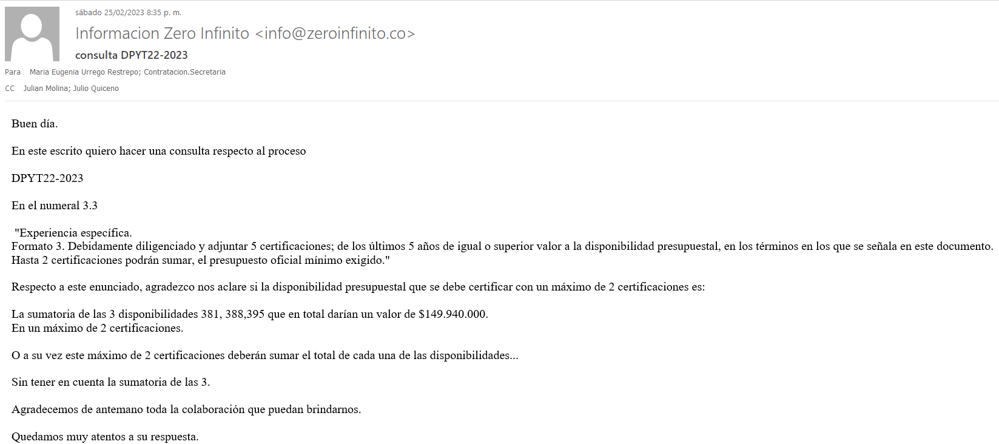 sábado 25/02/2023 8:35 p. m.
Informacion Zero Infinito <info@zeroinfinito.co>
consulta DPYT22-2023
Para Maria Eugenia Urrego Restrepo; Contratacion.Secretaria
CC Julian Molina; Julio Quiceno
Buen día.
En este escrito quiero hacer una consulta respecto al proceso
DPYT22-2023
En el numeral 3.3
"Experiencia específica.
Formato 3. Debidamente diligenciado y adjuntar 5 certificaciones; de los últimos 5 años de igual o superior valor a la disponibilidad presupuestal, en los términos en los que se señala en este documento.
Hasta 2 certificaciones podrán sumar, el presupuesto oficial mínimo exigido."
Respecto a este enunciado, agradezco nos aclare si la disponibilidad presupuestal que se debe certificar con un máximo de 2 certificaciones es:
La sumatoria de las 3 disponibilidades 381, 388,395 que en total darían un valor de $149.940.000.
En un máximo de 2 certificaciones.
O a su vez este máximo de 2 certificaciones deberán sumar el total de cada una de las disponibilidades...
Sin tener en cuenta la sumatoria de las 3.
Agradecemos de antemano toda la colaboración que puedan brindarnos.
Quedamos muy atentos a su respuesta.